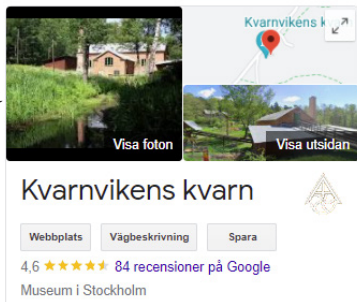 Kvarnvikens k
Visa foton
Visa utsidan
Kvarnvikens kvarn
Webbplats
Vägbeskrivning
Spara
4,6 84 recensioner på Google
Museum i Stockholm